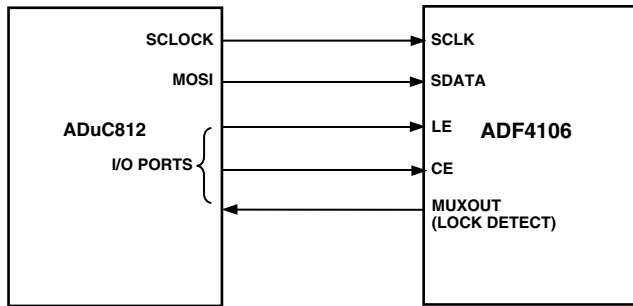 SCLOCK
MOSI
ADuC812
I/O PORTS
SCLK
SDATA
LE
ADF4106
CE
MUXOUT
(LOCK DETECT)